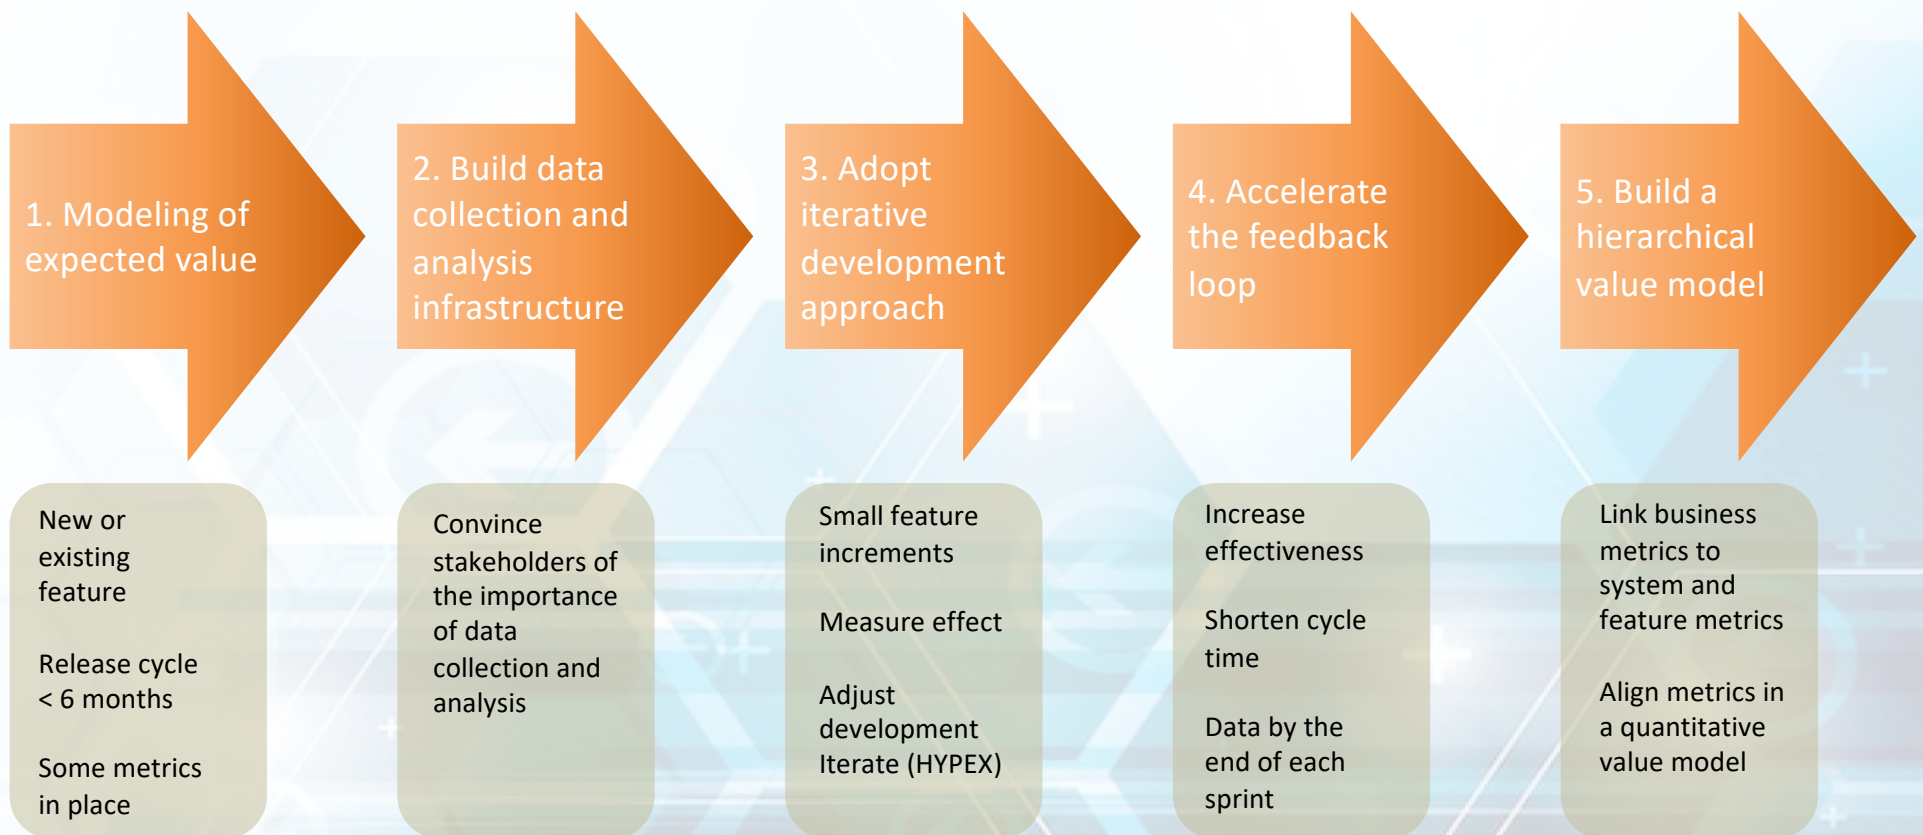 1. Modeling of
expected value
2. Build data
collection and
analysis
infrastructure
3. Adopt
iterative
development
approach
4. Accelerate
the feedback
loop
5. Build a
hierarchical
value model
New or
existing
feature
Release cycle
< 6 months
Some metrics
in place
Convince
stakeholders of
the importance
of data
collection and
analysis
Small feature
increments
Measure effect
Adjust
development
Iterate (HYPEX)
Increase
effectiveness
Shorten cycle
time
Data by the
end of each
sprint
Link business
metrics to
system and
feature metrics
Align metrics in
a quantitative
value model